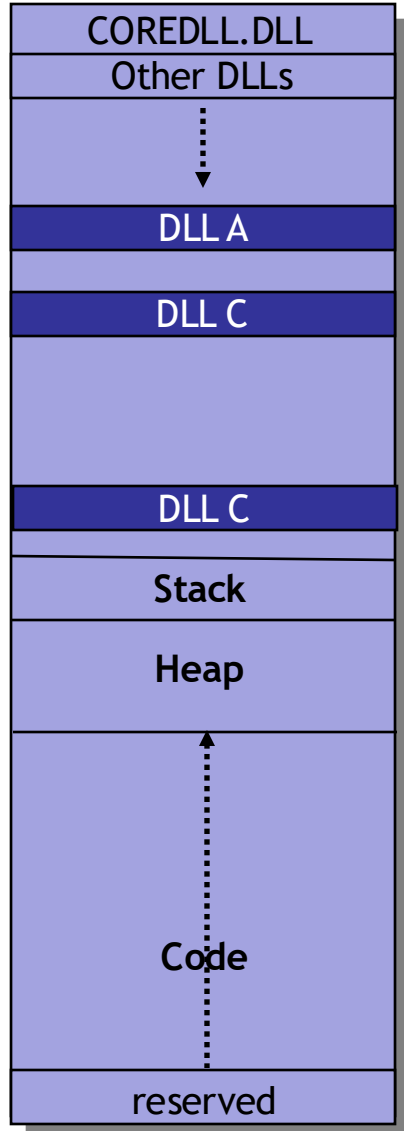 COREDLL.DLL
Other DLLs
DLL A
DLL C
DLL C
Stack
Heap
Code
reserved